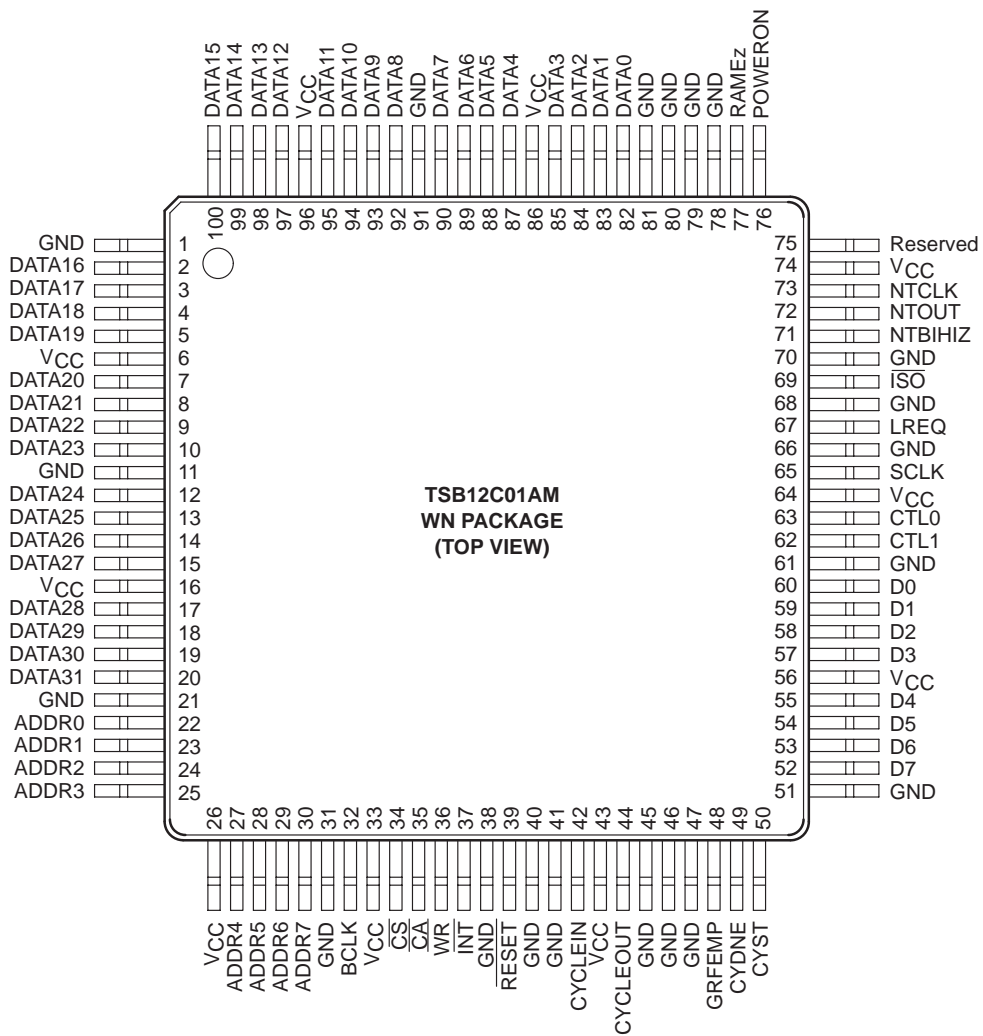 DATA15
DATA14
DATA13
DATA12
VCC
DATA11
DATA10
DATA9
DATA8
GND
DATA7
DATA6
DATA5
DATA4
VCC
DATA3
DATA2
DATA1
DATA0
GND
GND
GND
GND
RAMEz
POWERON
100
99
98
97
96
95
94
93
92
91
90
89
88
87
86
85
84
83
82
81
80
79
78
77
76
GND 1
DATA16 2
DATA17 3
DATA18 4
DATA19 5
VCC 6
DATA20 7
DATA21 8
DATA22 9
DATA23 10
GND 11
DATA24 12
DATA25 13
DATA26 14
DATA27 15
VCC 16
DATA28 17
DATA29 18
DATA30 19
DATA31 20
GND 21
ADDR0 22
ADDR1 23
ADDR2 24
ADDR3 25
TSB12C01AM
WN PACKAGE
(TOP VIEW)
75 Reserved
74 VCC
73 NTCLK
72 NTOUT
71 NTBIHIZ
70 GND
69 ISO
68 GND
67 LREQ
66 GND
65 SCLK
64 VCC
63 CTL0
62 CTL1
61 GND
60 D0
59 D1
58 D2
57 D3
56 VCC
55 D4
54 D5
53 D6
52 D7
51 GND
26
27
28
29
30
31
32
33
34
35
36
37
38
39
40
41
42
43
44
45
46
47
48
49
50
VCC
ADDR4
ADDR5
ADDR6
ADDR7
GND
BCLK
VCC
CS
CA
WR
INT
GND
RESET
GND
GND
CYCLEIN
VCC
CYCLEOUT
GND
GND
GND
GRFEMP
CYDNE
CYST